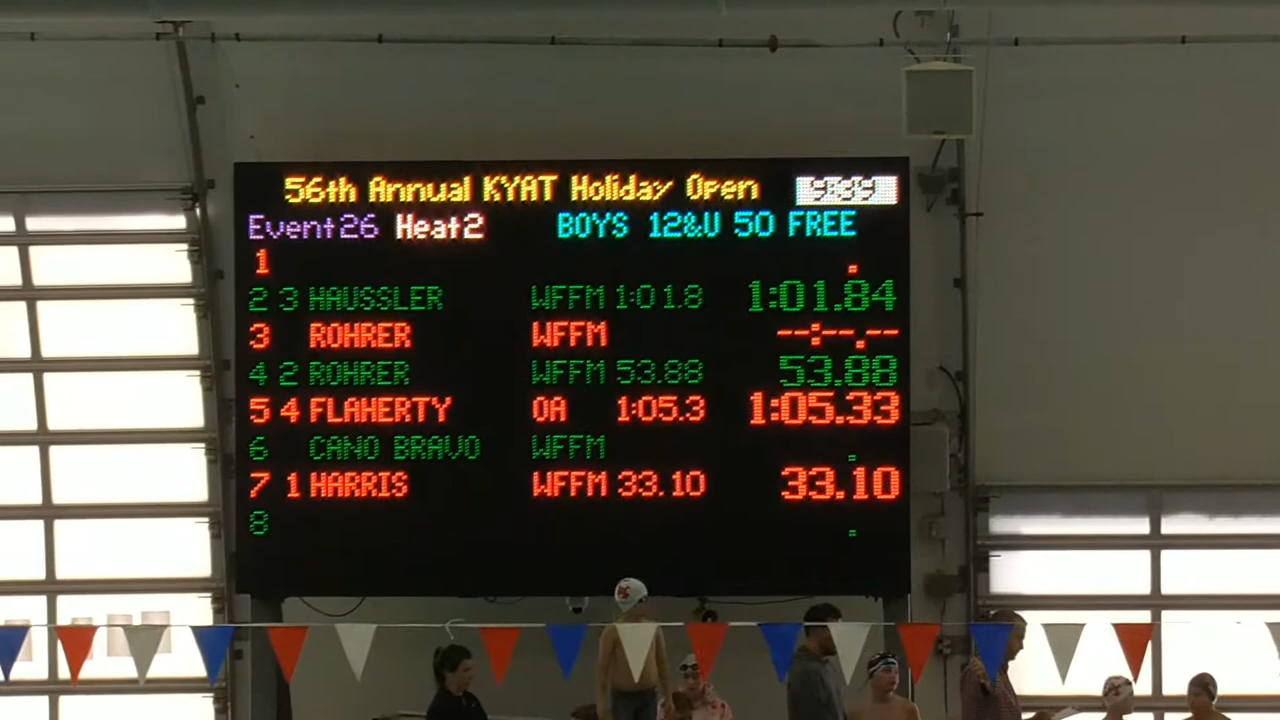 56th Annual KYAT Holiday Open
Event26 Heat2 BOYS 12&U 50 FREE
1 .
2 3 HAUSSLER WFFM 1:01.8 1:01.84
3 ROHRER WFFM --:--.--
4 2 ROHRER WFFM 53.88 53.88
5 4 FLAHERTY OA 1:05.3 1:05.33
6 CANO BRAVO WFFM :
7 1 HARRIS WFFM 33.10 33.10
8 :